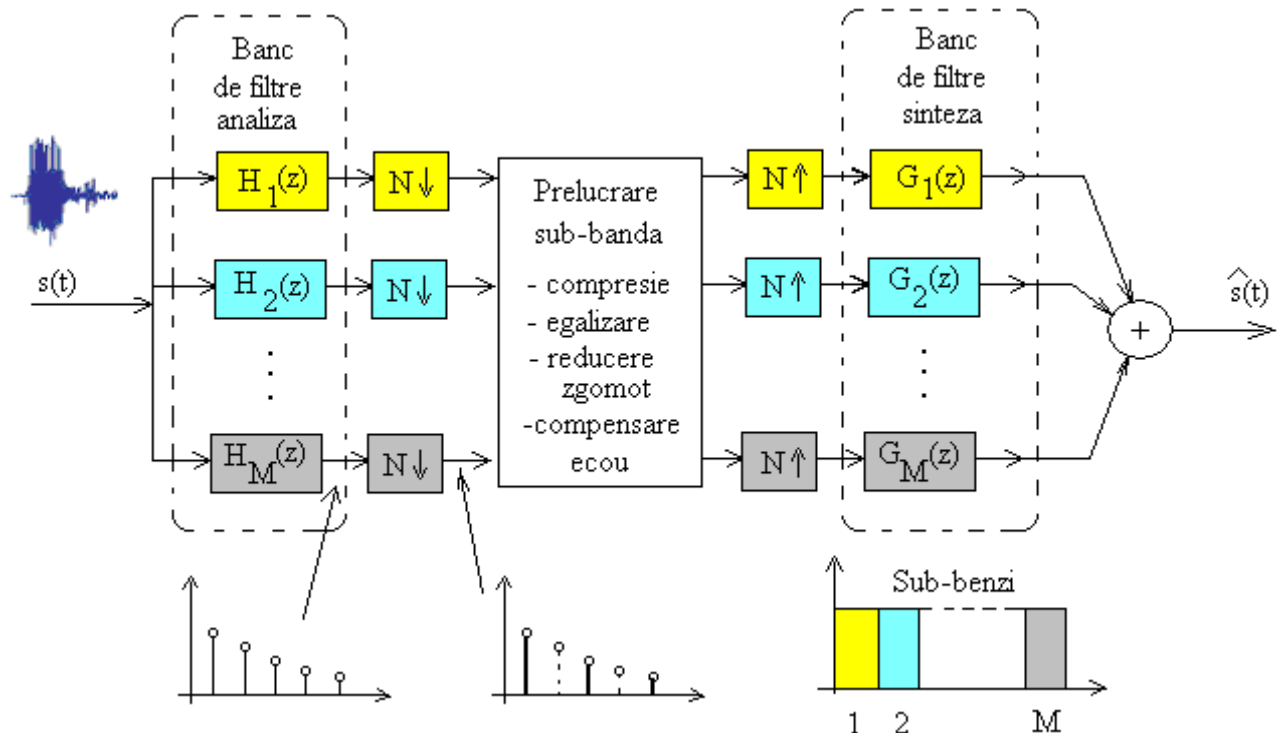 Banc
de filtre
analiza
Banc
de filtre
sinteza
s(t)
H1(z)
N↓
H2(z)
N↓
HM(z)
N↓
Prelucrare
sub-banda
- compresie
- egalizare
- reducere
zgomot
-compensare
ecou
N↑
G1(z)
N↑
G2(z)
N↑
GM(z)
+
ŝ(t)
Sub-benzi
1 2 M